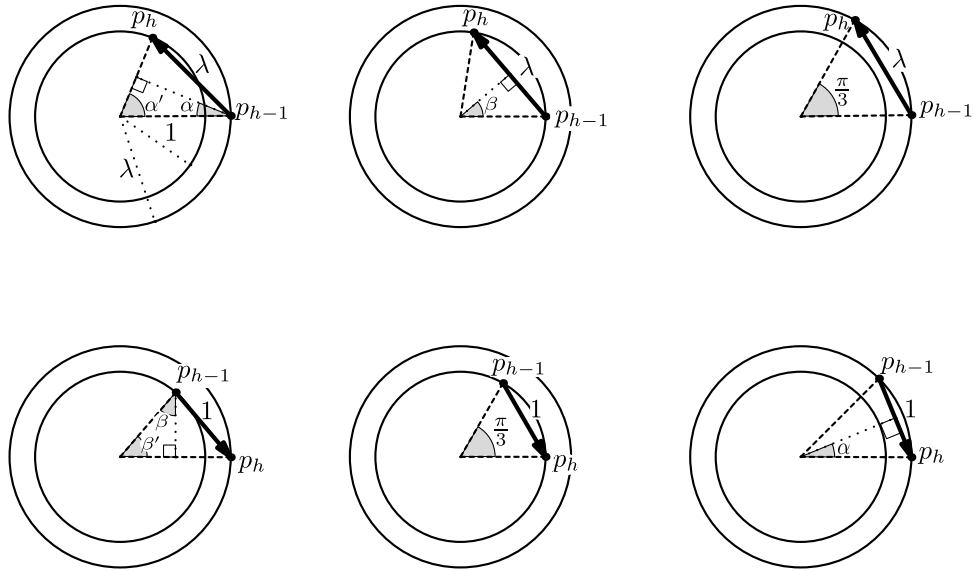 p_h λ α′ α p_{h−1} 1 λ
p_h λ β p_{h−1}
p_h λ π/3 p_{h−1}
p_{h−1} β 1 β′ p_h
p_{h−1} 1 π/3 p_h
p_{h−1} 1 α p_h